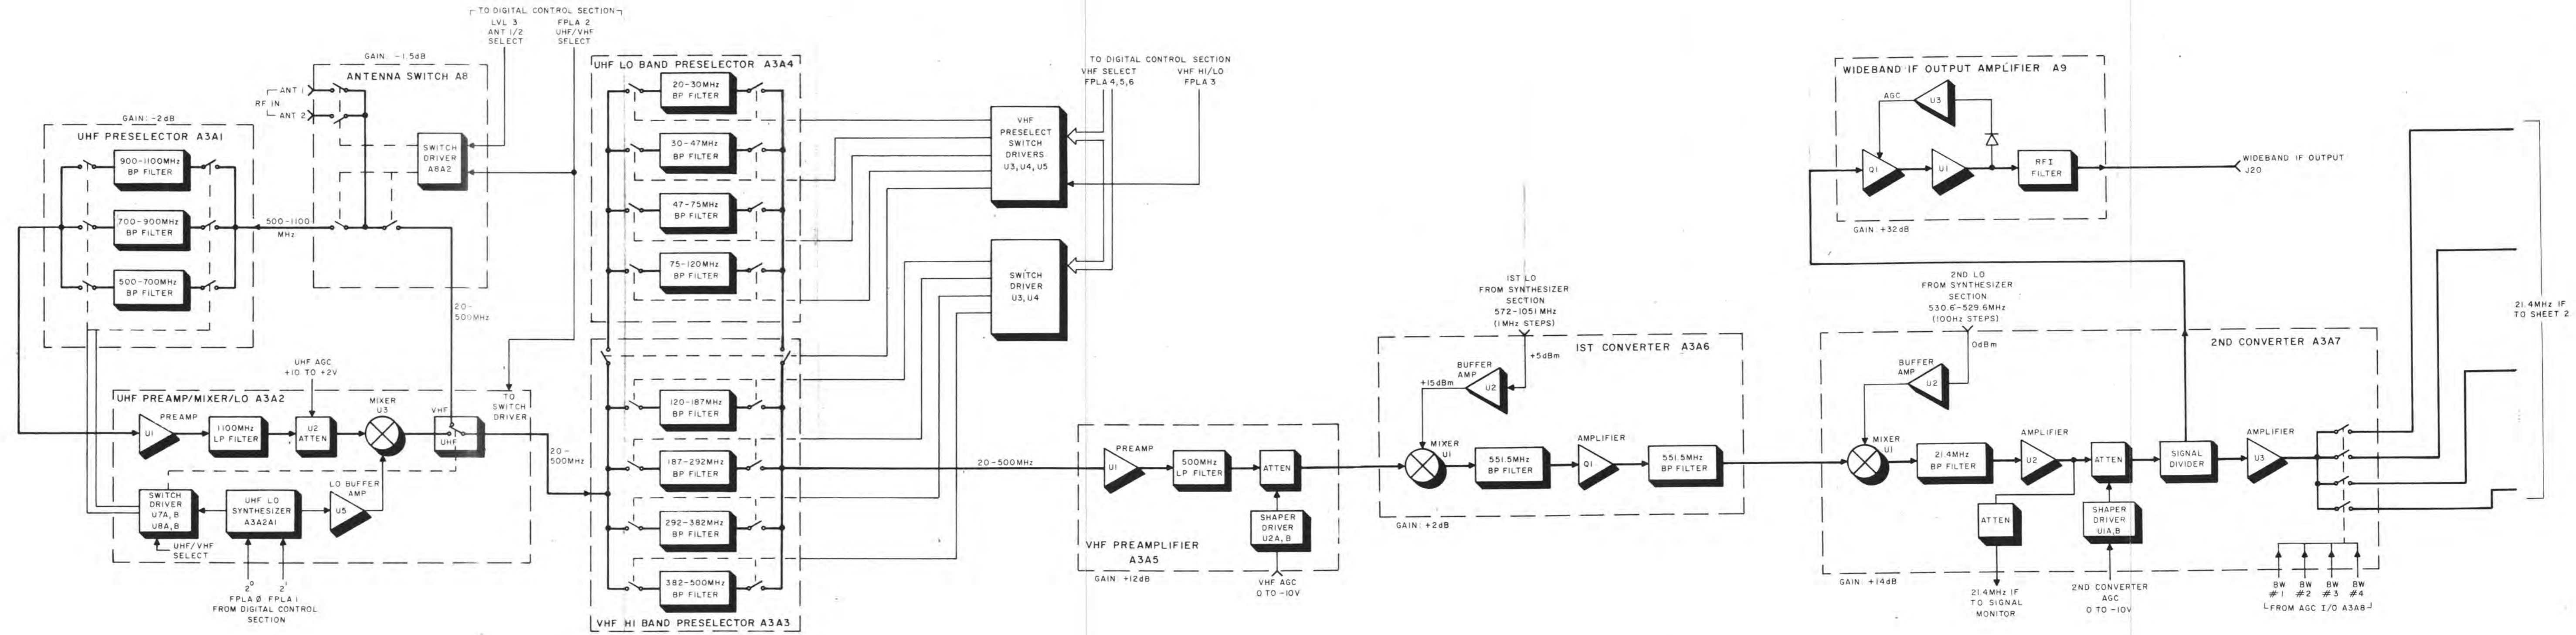 TO DIGITAL CONTROL SECTION
LVL 3
ANT 1/2
SELECT
FPLA 2
UHF/VHF
SELECT
GAIN: -1.5dB
ANTENNA SWITCH A8
ANT 1
RF IN
ANT 2
SWITCH
DRIVER
A8A2
500-1100
MHz
20-
500MHz
GAIN: -2dB
UHF PRESELECTOR A3A1
900-1100MHz
BP FILTER
700-900MHz
BP FILTER
500-700MHz
BP FILTER
UHF AGC
+10 TO +2V
UHF PREAMP/MIXER/LO A3A2
PREAMP
U1
1100MHz
LP FILTER
U2
ATTEN
MIXER
U3
VHF
UHF
TO
SWITCH
DRIVER
SWITCH
DRIVER
U7A, B
U8A, B
UHF LO
SYNTHESIZER
A3A2A1
LO BUFFER
AMP
U5
UHF/VHF
SELECT
2⁰ 2¹
FPLA Ø FPLA 1
FROM DIGITAL CONTROL
SECTION
20-
500MHz
UHF LO BAND PRESELECTOR A3A4
20-30MHz
BP FILTER
30-47MHz
BP FILTER
47-75MHz
BP FILTER
75-120MHz
BP FILTER
120-187MHz
BP FILTER
187-292MHz
BP FILTER
292-382MHz
BP FILTER
382-500MHz
BP FILTER
VHF HI BAND PRESELECTOR A3A3
TO DIGITAL CONTROL SECTION
VHF SELECT
FPLA 4,5,6
VHF HI/LO
FPLA 3
VHF
PRESELECT
SWITCH
DRIVERS
U3, U4, U5
SWITCH
DRIVER
U3, U4
20-500MHz
PREAMP
U1
500MHz
LP FILTER
ATTEN
SHAPER
DRIVER
U2A, B
VHF PREAMPLIFIER
A3A5
GAIN: +12dB
VHF AGC
0 TO -10V
1ST LO
FROM SYNTHESIZER
SECTION
572-1051 MHz
(1MHz STEPS)
+5dBm
1ST CONVERTER A3A6
BUFFER
AMP
U2
+15dBm
MIXER
U1
551.5MHz
BP FILTER
AMPLIFIER
Q1
551.5MHz
BP FILTER
GAIN: +2dB
WIDEBAND IF OUTPUT AMPLIFIER A9
AGC
U3
Q1
U1
RFI
FILTER
WIDEBAND IF OUTPUT
J20
GAIN: +32dB
2ND LO
FROM SYNTHESIZER
SECTION
530.6-529.6MHz
(100Hz STEPS)
0dBm
2ND CONVERTER A3A7
BUFFER
AMP
U2
MIXER
U1
21.4MHz
BP FILTER
AMPLIFIER
U2
ATTEN
SIGNAL
DIVIDER
AMPLIFIER
U3
ATTEN
SHAPER
DRIVER
U1A, B
GAIN: +14dB
21.4MHz IF
TO SIGNAL
MONITOR
2ND CONVERTER
AGC
0 TO -10V
BW BW BW BW
#1 #2 #3 #4
FROM AGC I/O A3A8
21.4MHz IF
TO SHEET 2